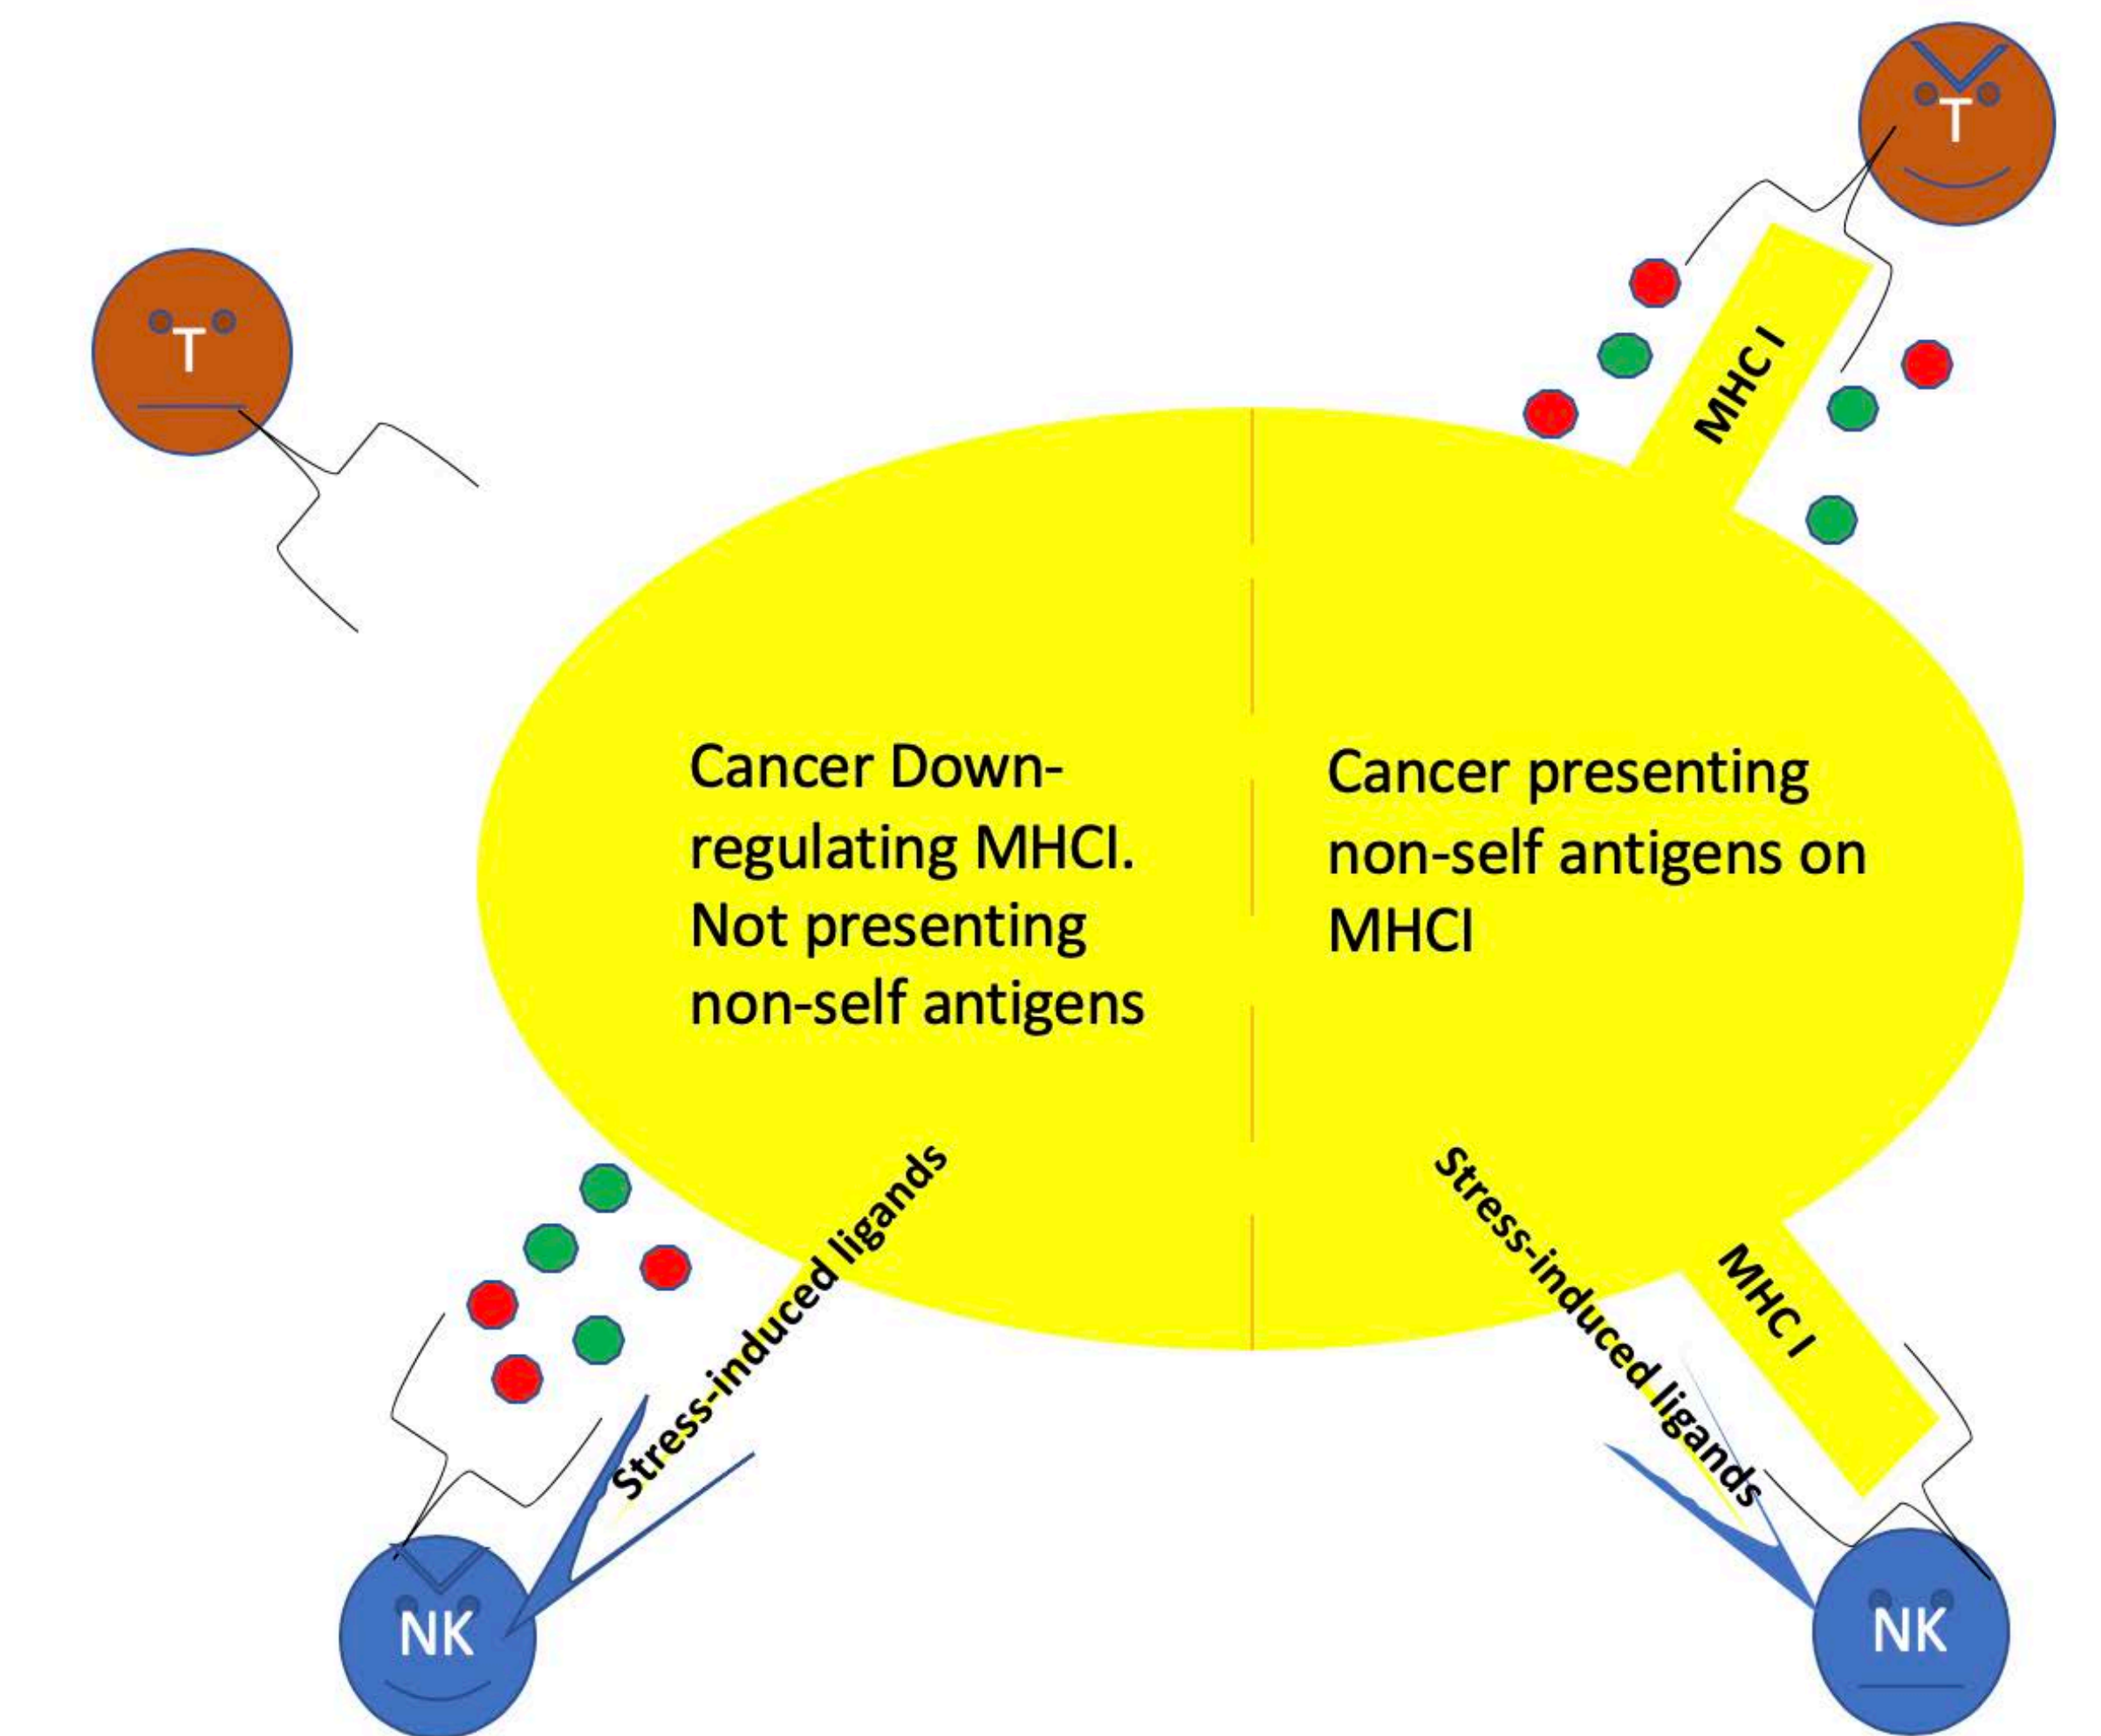 T
T
MHC I
Cancer Down-
regulating MHCI.
Not presenting
non-self antigens
Cancer presenting
non-self antigens on
MHCI
Stress-induced ligands
Stress-induced ligands
MHC I
NK
NK